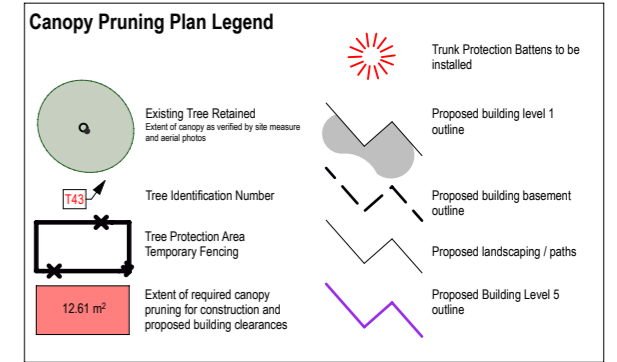 Canopy Pruning Plan Legend
Existing Tree Retained
Extent of canopy as verified by site measure
and aerial photos
T43
Tree Identification Number
Tree Protection Area
Temporary Fencing
12.61 m²
Extent of required canopy
pruning for construction and
proposed building clearances
Trunk Protection Battens to be
installed
Proposed building level 1
outline
Proposed building basement
outline
Proposed landscaping / paths
Proposed Building Level 5
outline